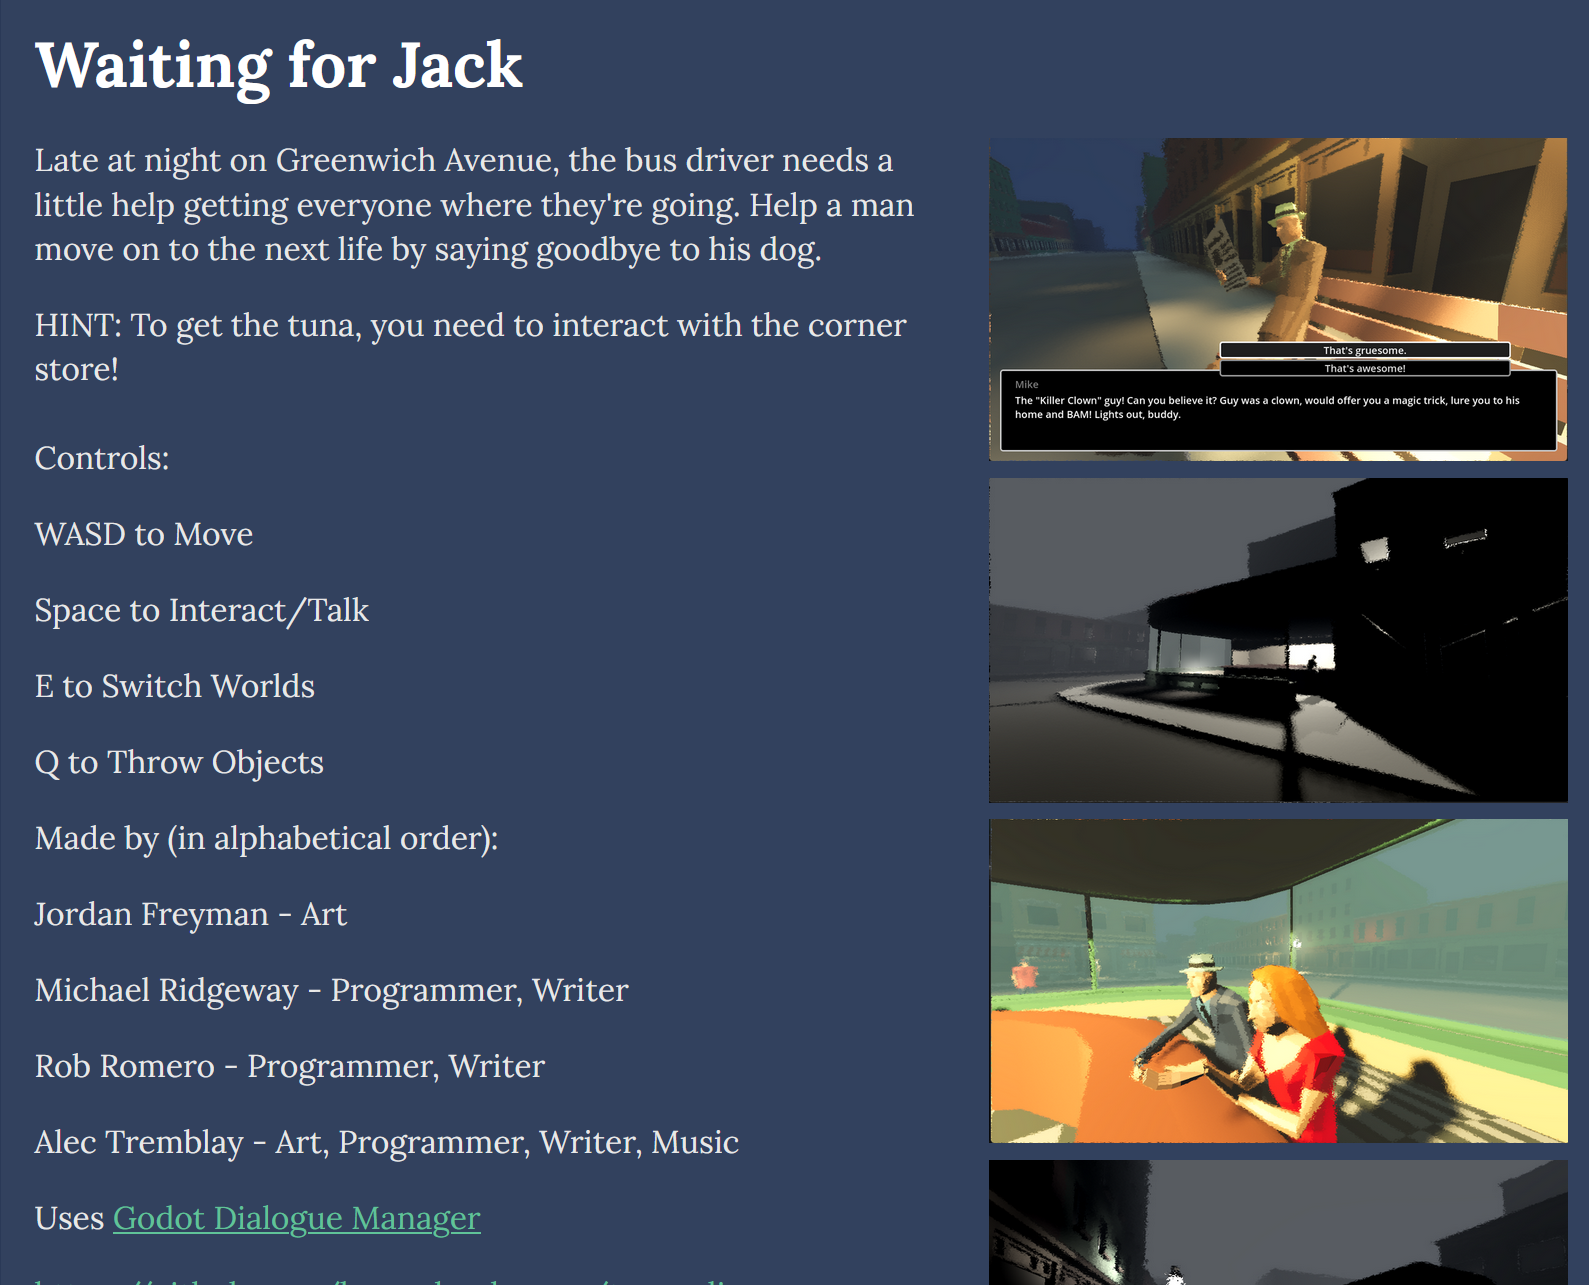 Waiting for Jack
Late at night on Greenwich Avenue, the bus driver needs a
little help getting everyone where they're going. Help a man
move on to the next life by saying goodbye to his dog.
HINT: To get the tuna, you need to interact with the corner
store!
Controls:
WASD to Move
Space to Interact/Talk
E to Switch Worlds
Q to Throw Objects
Made by (in alphabetical order):
Jordan Freyman - Art
Michael Ridgeway - Programmer, Writer
Rob Romero - Programmer, Writer
Alec Tremblay - Art, Programmer, Writer, Music
Uses Godot Dialogue Manager
That's gruesome.
That's awesome!
Mike
The "Killer Clown" guy! Can you believe it? Guy was a clown, would offer you a magic trick, lure you to his
home and BAM! Lights out, buddy.